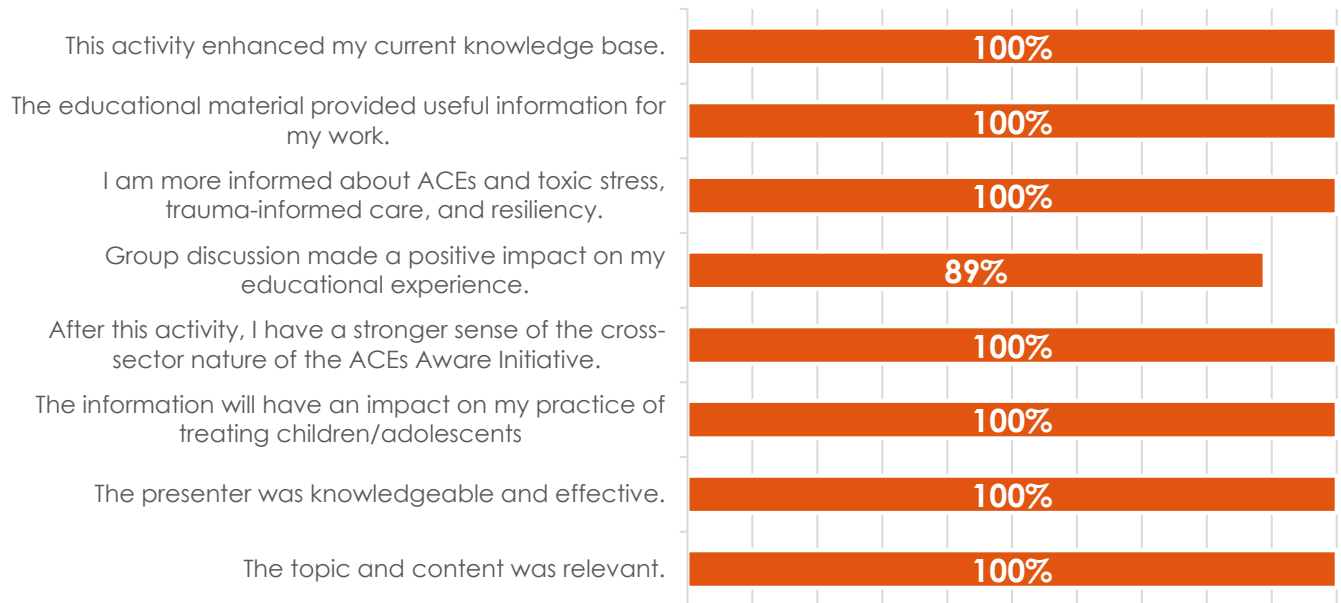 This activity enhanced my current knowledge base.
100%
The educational material provided useful information for
my work.
100%
I am more informed about ACEs and toxic stress,
trauma-informed care, and resiliency.
100%
Group discussion made a positive impact on my
educational experience.
89%
After this activity, I have a stronger sense of the cross-
sector nature of the ACEs Aware Initiative.
100%
The information will have an impact on my practice of
treating children/adolescents
100%
The presenter was knowledgeable and effective.
100%
The topic and content was relevant.
100%